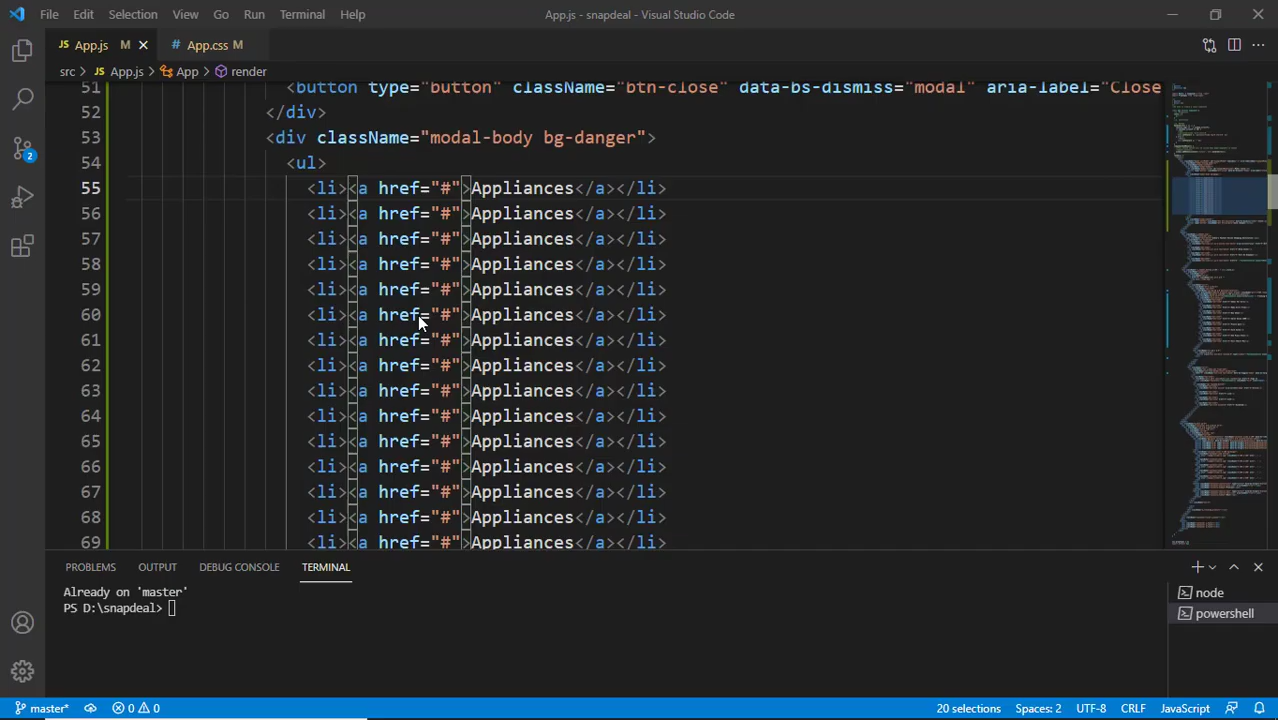 File Edit Selection View Go Run Terminal Help App.js - snapdeal - Visual Studio Code
JS App.js M # App.css M
src > JS App.js > App > render
51 <button type="button" className="btn-close" data-bs-dismiss="modal" aria-label="Close
52 </div>
53 <div className="modal-body bg-danger">
54 <ul>
55 <li><a href="#">Appliances</a></li>
56 <li><a href="#">Appliances</a></li>
57 <li><a href="#">Appliances</a></li>
58 <li><a href="#">Appliances</a></li>
59 <li><a href="#">Appliances</a></li>
60 <li><a href="#">Appliances</a></li>
61 <li><a href="#">Appliances</a></li>
62 <li><a href="#">Appliances</a></li>
63 <li><a href="#">Appliances</a></li>
64 <li><a href="#">Appliances</a></li>
65 <li><a href="#">Appliances</a></li>
66 <li><a href="#">Appliances</a></li>
67 <li><a href="#">Appliances</a></li>
68 <li><a href="#">Appliances</a></li>
69 <li><a href="#">Appliances</a></li>
2
PROBLEMS OUTPUT DEBUG CONSOLE TERMINAL
Already on 'master'
PS D:\snapdeal>
node
powershell
master* 0 0 20 selections Spaces: 2 UTF-8 CRLF JavaScript